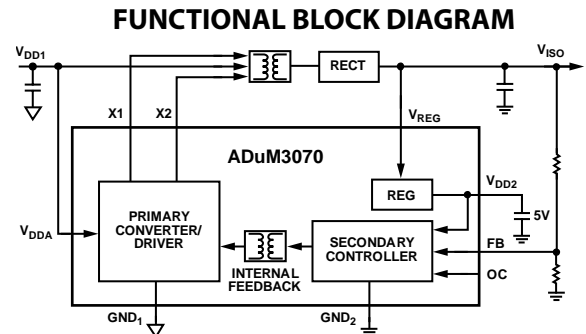 FUNCTIONAL BLOCK DIAGRAM
VDD1
VISO
RECT
X1
X2
VREG
ADuM3070
REG
VDD2
5V
PRIMARY
CONVERTER/
DRIVER
VDDA
INTERNAL
FEEDBACK
SECONDARY
CONTROLLER
FB
OC
GND1
GND2